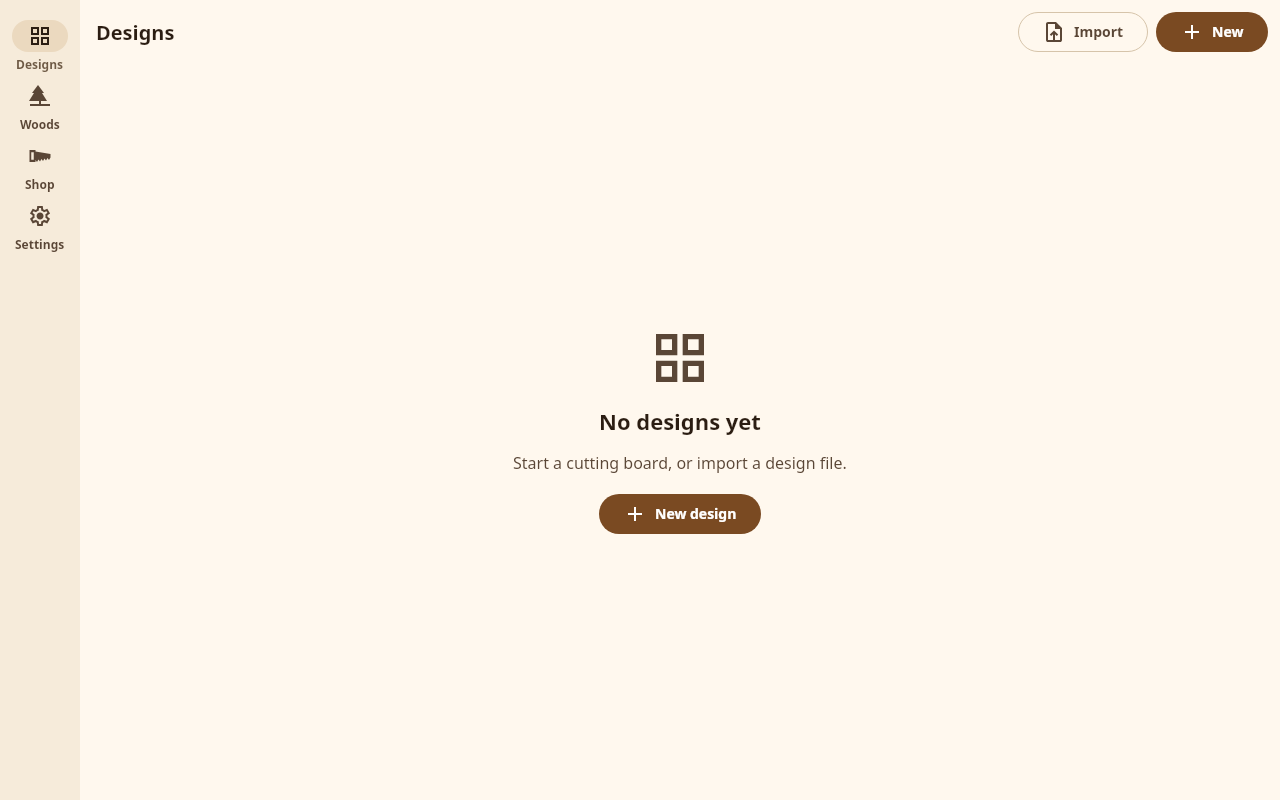 Designs
Import
New
Designs
Woods
Shop
Settings
No designs yet
Start a cutting board, or import a design file.
New design